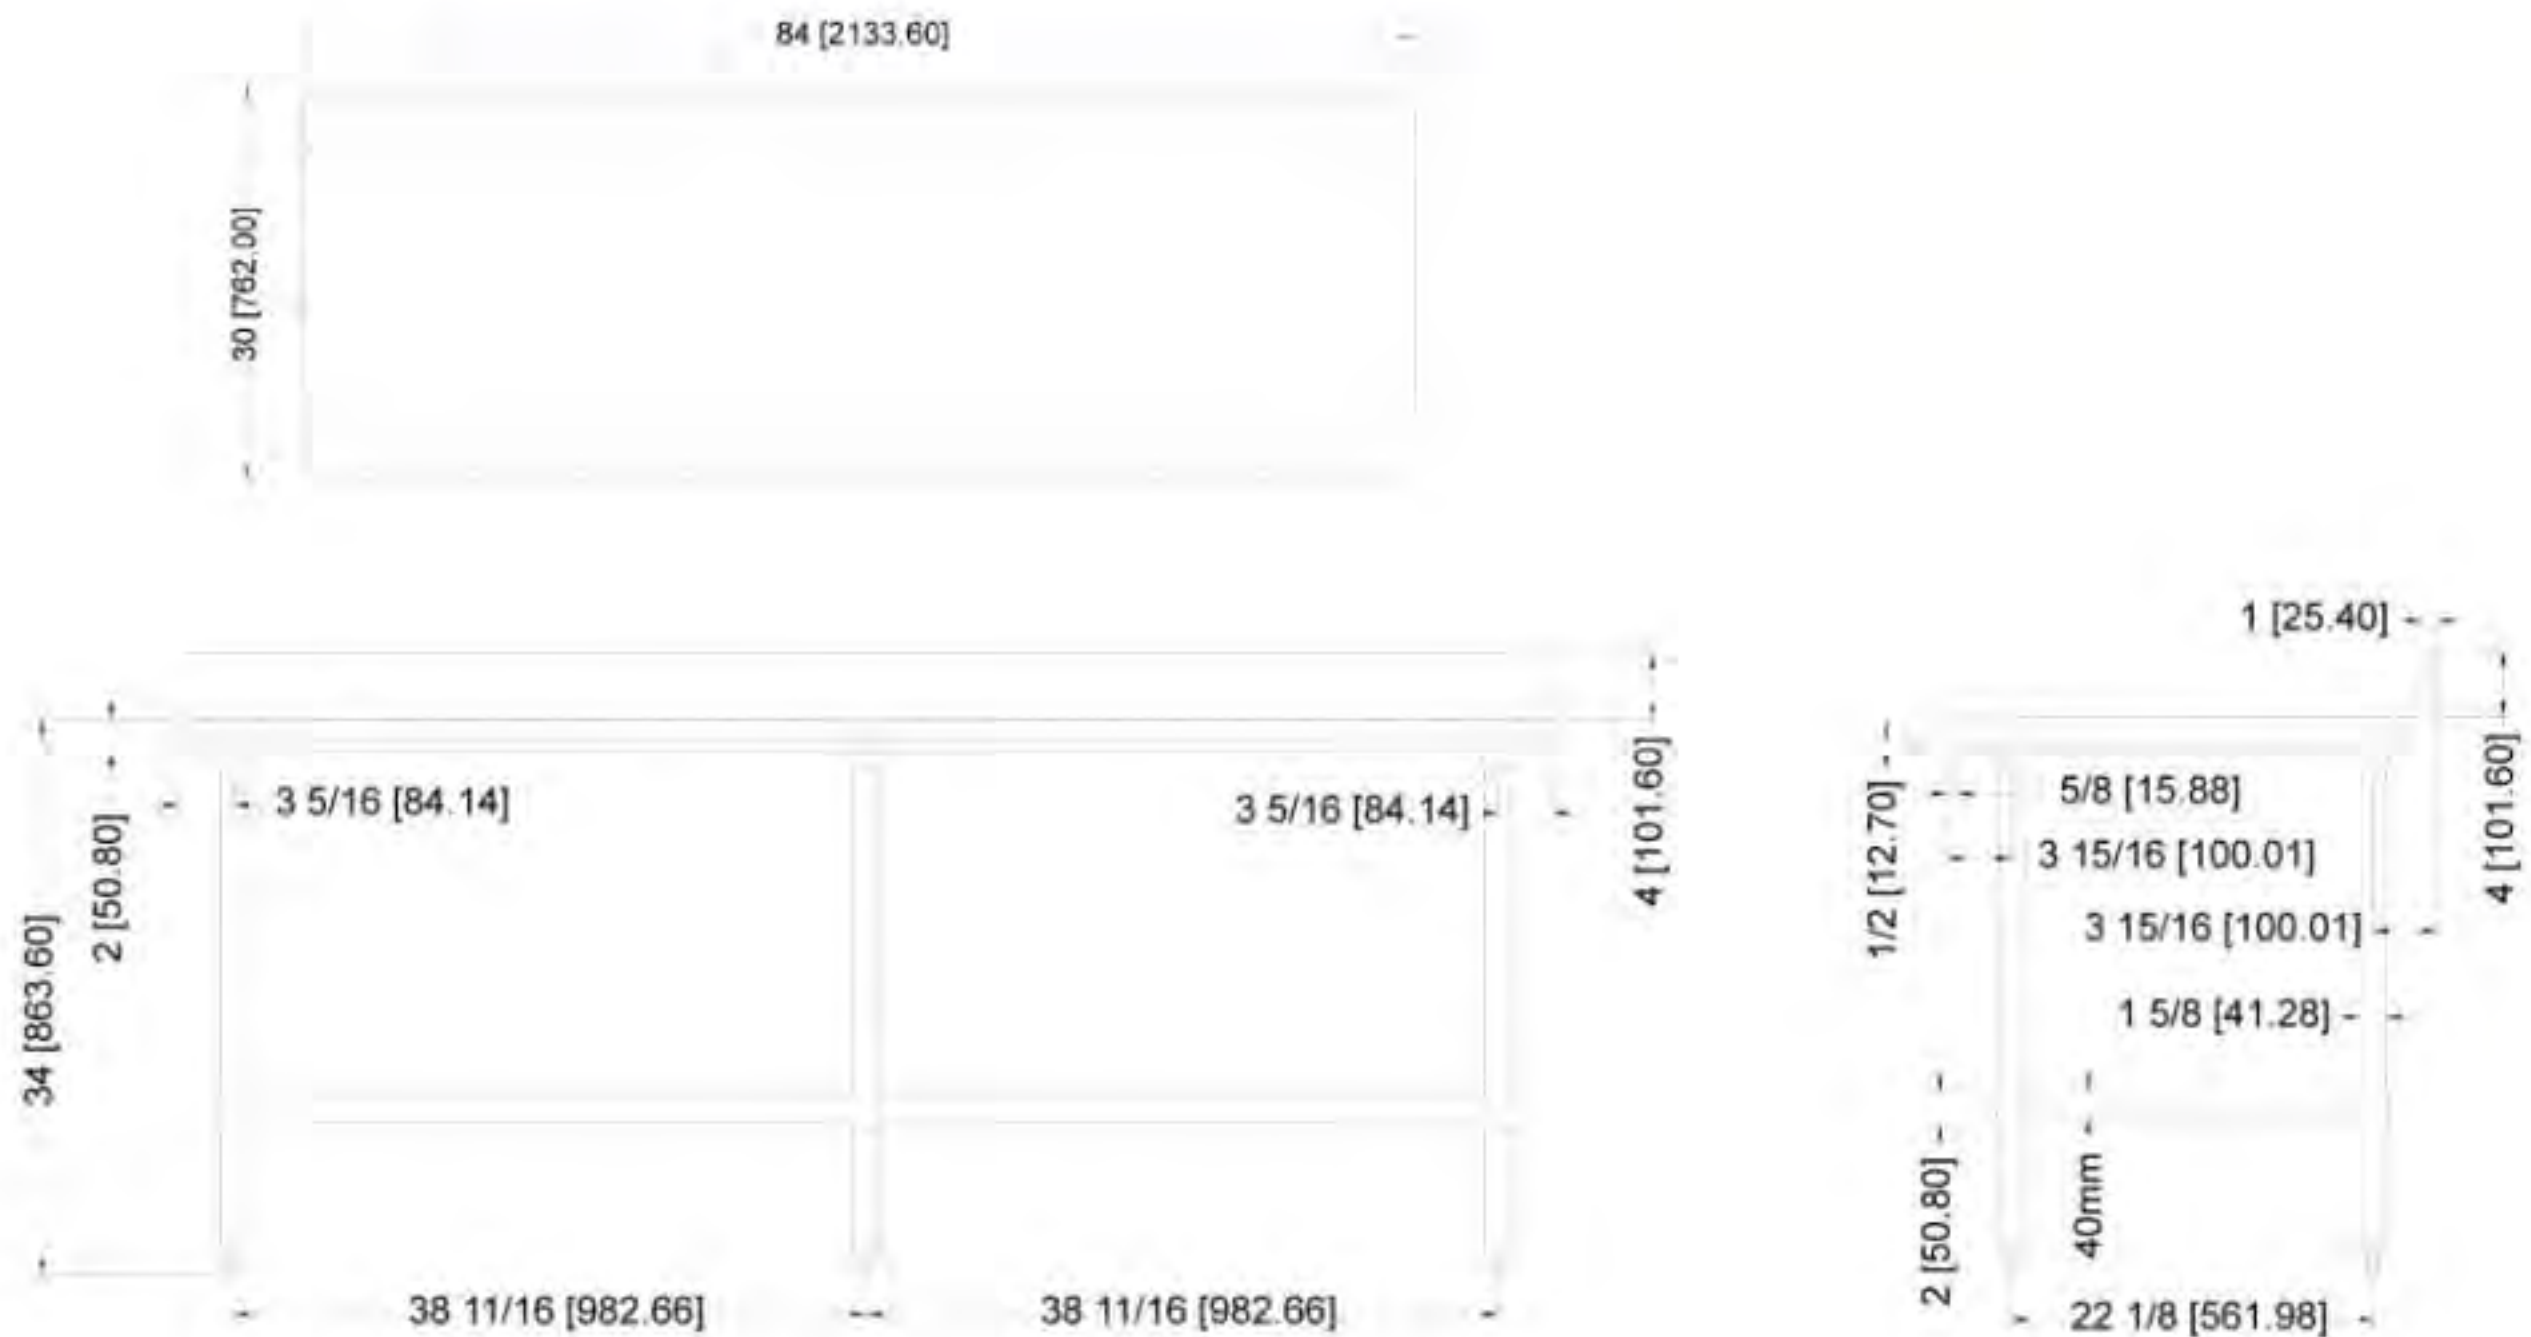 84 [2133.60]
30 [762.00]
1 [25.40]
34 [863.60]
2 [50.80]
3 5/16 [84.14]
3 5/16 [84.14]
4 [101.60]
38 11/16 [982.66]
38 11/16 [982.66]
1/2 [12.70]
5/8 [15.88]
3 15/16 [100.01]
3 15/16 [100.01]
1 5/8 [41.28]
4 [101.60]
2 [50.80]
40mm
22 1/8 [561.98]